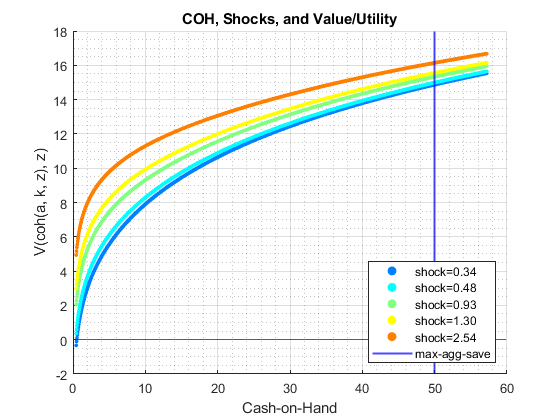 COH, Shocks, and Value/Utility
V(coh(a, k, z), z)
18
16
14
12
10
8
6
4
2
0
-2
0
10
20
30
40
50
60
Cash-on-Hand
shock=0.34
shock=0.48
shock=0.93
shock=1.30
shock=2.54
max-agg-save